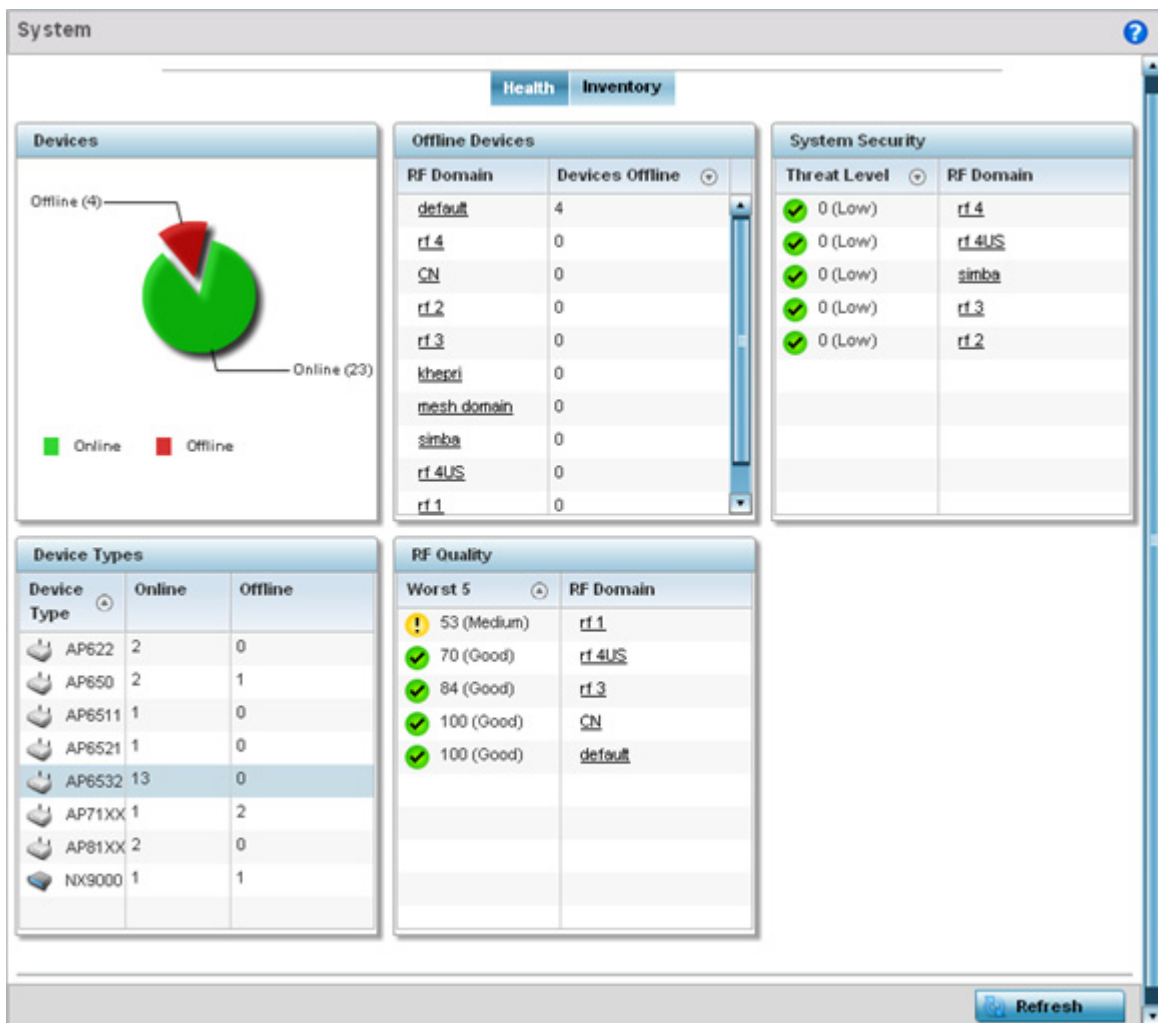 System
Health Inventory
Devices
Offline (4)
Online (23)
Online Offline
Offline Devices
RF Domain Devices Offline
default 4
rf 4 0
CN 0
rf 2 0
rf 3 0
khepri 0
mesh domain 0
simba 0
rf 4US 0
rf 1 0
System Security
Threat Level RF Domain
0 (Low) rf 4
0 (Low) rf 4US
0 (Low) simba
0 (Low) rf 3
0 (Low) rf 2
Device Types
Device Type Online Offline
AP622 2 0
AP650 2 1
AP6511 1 0
AP6521 1 0
AP6532 13 0
AP71XX 1 2
AP81XX 2 0
NX9000 1 1
RF Quality
Worst 5 RF Domain
53 (Medium) rf 1
70 (Good) rf 4US
84 (Good) rf 3
100 (Good) CN
100 (Good) default
Refresh